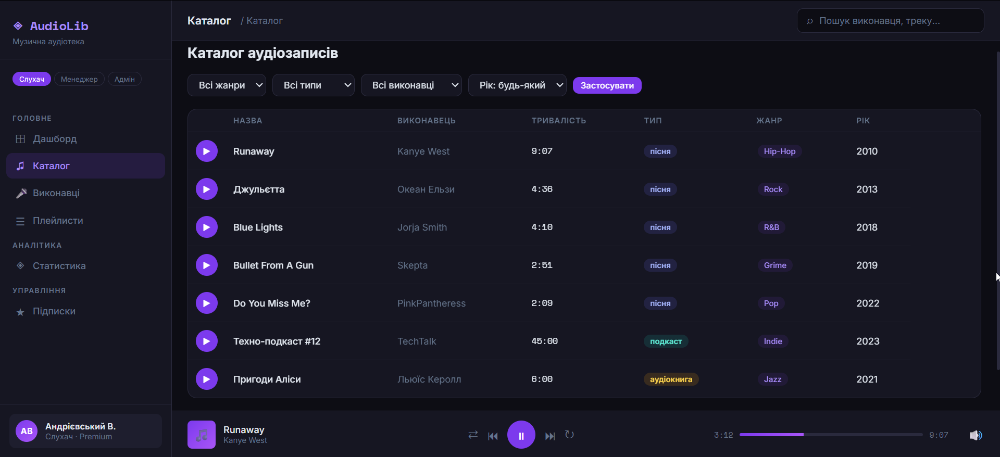 AudioLib
Музична аудіотека
Слухач Менеджер Адмін
ГОЛОВНЕ
Дашборд
Каталог
Виконавці
Плейлисти
АНАЛІТИКА
Статистика
УПРАВЛІННЯ
Підписки
АВ Андрієвський В.
Слухач · Premium
Каталог / Каталог
Пошук виконавця, треку...
Каталог аудіозаписів
Всі жанри Всі типи Всі виконавці Рік: будь-який Застосувати
НАЗВА ВИКОНАВЕЦЬ ТРИВАЛІСТЬ ТИП ЖАНР РІК
Runaway Kanye West 9:07 пісня Hip-Hop 2010
Джульєтта Океан Ельзи 4:36 пісня Rock 2013
Blue Lights Jorja Smith 4:10 пісня R&B 2018
Bullet From A Gun Skepta 2:51 пісня Grime 2019
Do You Miss Me? PinkPantheress 2:09 пісня Pop 2022
Техно-подкаст #12 TechTalk 45:00 подкаст Indie 2023
Пригоди Аліси Льюїс Керолл 6:00 аудіокнига Jazz 2021
Runaway
Kanye West
3:12 9:07